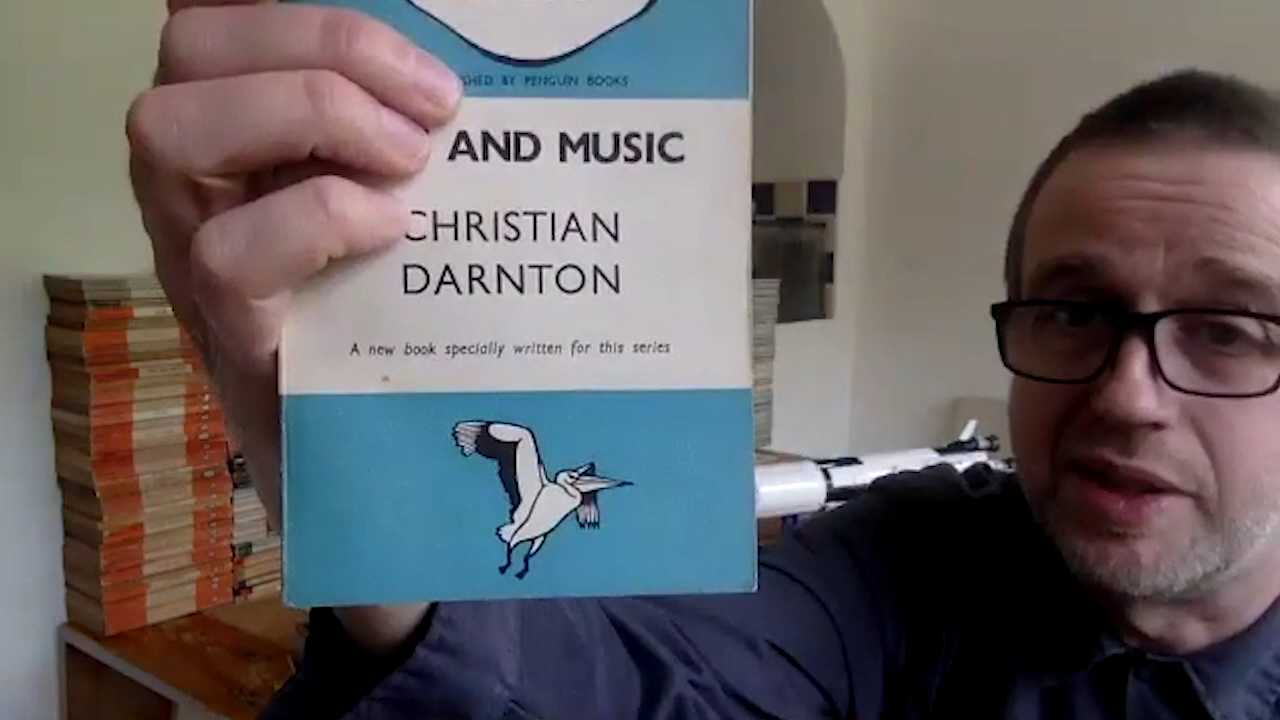 SHED BY PENGUIN BOOKS
AND MUSIC
CHRISTIAN
DARNTON
A new book specially written for this series